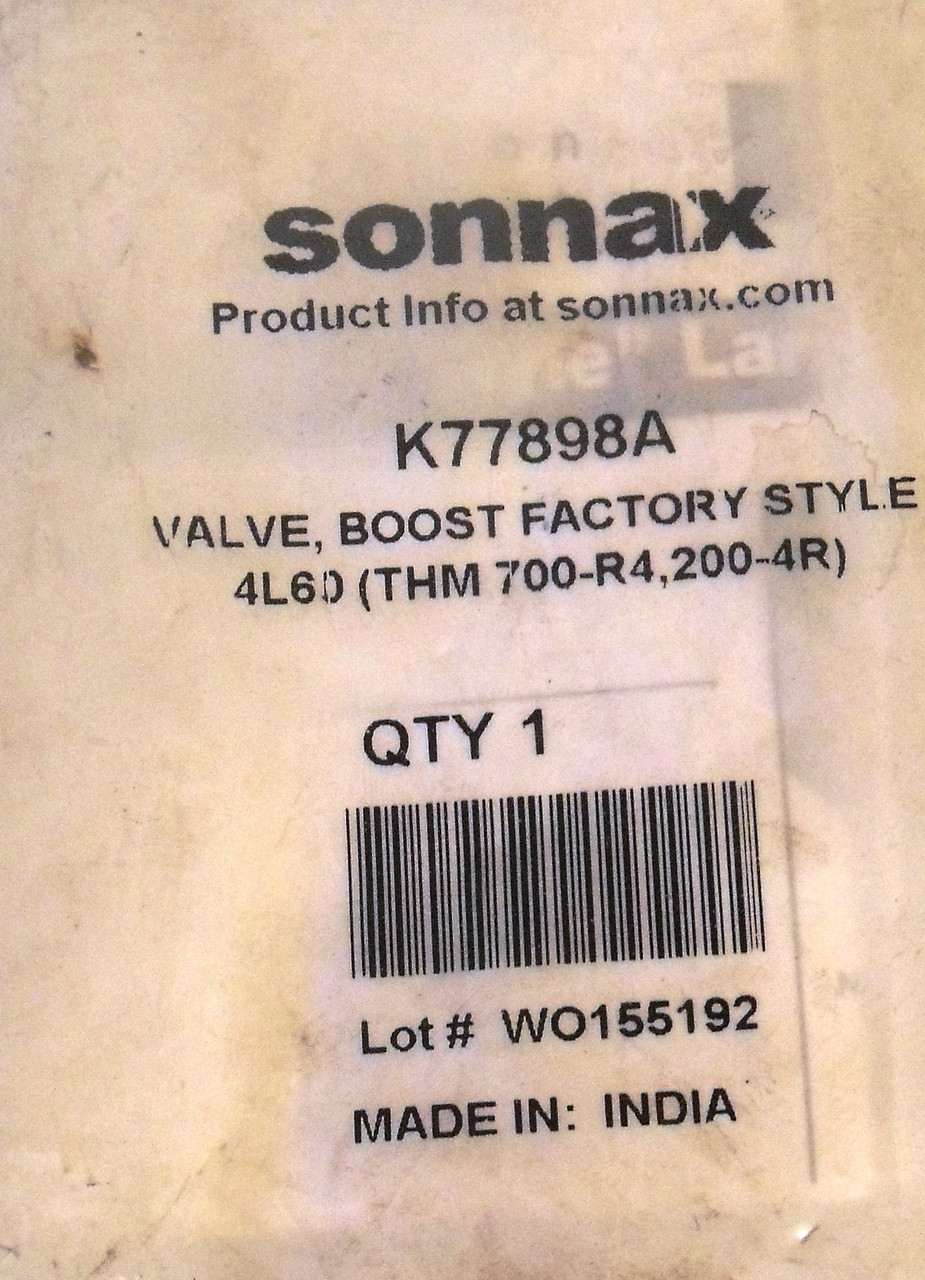 sonnax
Product Info at sonnax.com
K77898A
VALVE, BOOST FACTORY STYLE
4L60 (THM 700-R4,200-4R)
QTY 1
Lot # WO155192
MADE IN: INDIA